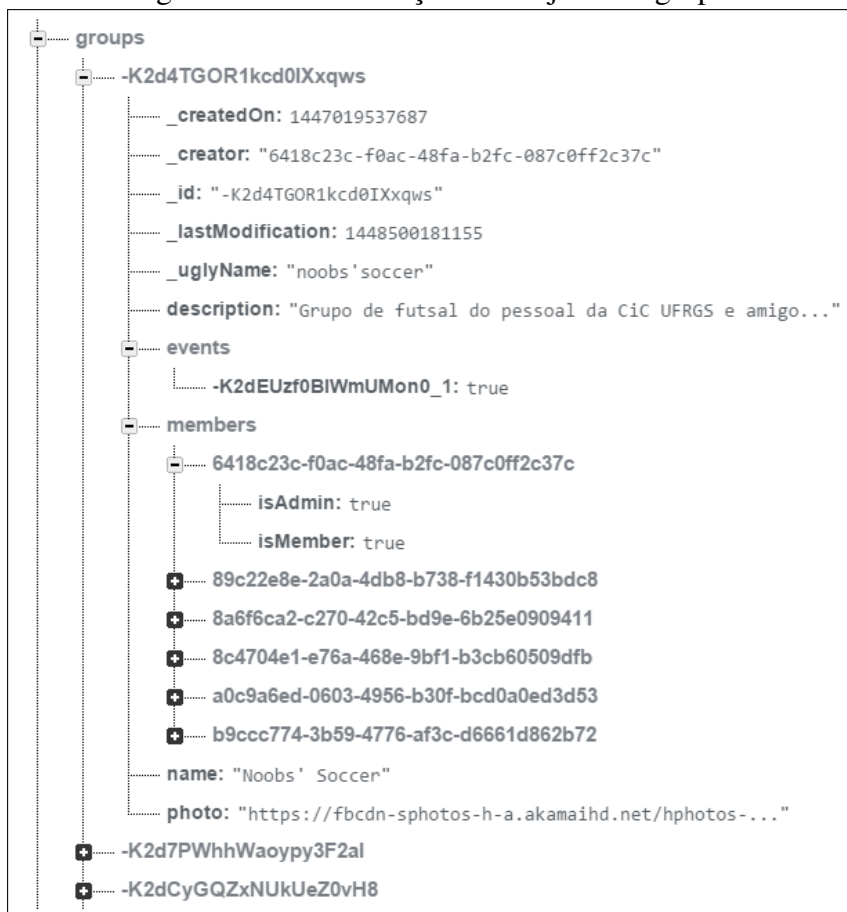 groups
-K2d4TGOR1kcd0IXxqws
_createdOn: 1447019537687
_creator: "6418c23c-f0ac-48fa-b2fc-087c0ff2c37c"
_id: "-K2d4TGOR1kcd0IXxqws"
_lastModification: 1448500181155
_uglyName: "noobs'soccer"
description: "Grupo de futsal do pessoal da CiC UFRGS e amigo..."
events
-K2dEUzf0BIWmUMon0_1: true
members
6418c23c-f0ac-48fa-b2fc-087c0ff2c37c
isAdmin: true
isMember: true
89c22e8e-2a0a-4db8-b738-f1430b53bdc8
8a6f6ca2-c270-42c5-bd9e-6b25e0909411
8c4704e1-e76a-468e-9bf1-b3cb60509dfb
a0c9a6ed-0603-4956-b30f-bcd0a0ed3d53
b9ccc774-3b59-4776-af3c-d6661d862b72
name: "Noobs' Soccer"
photo: "https://fbcdn-sphotos-h-a.akamaihd.net/hphotos-..."
-K2d7PWhhWaoypy3F2al
-K2dCyGQZxNUkUeZ0vH8